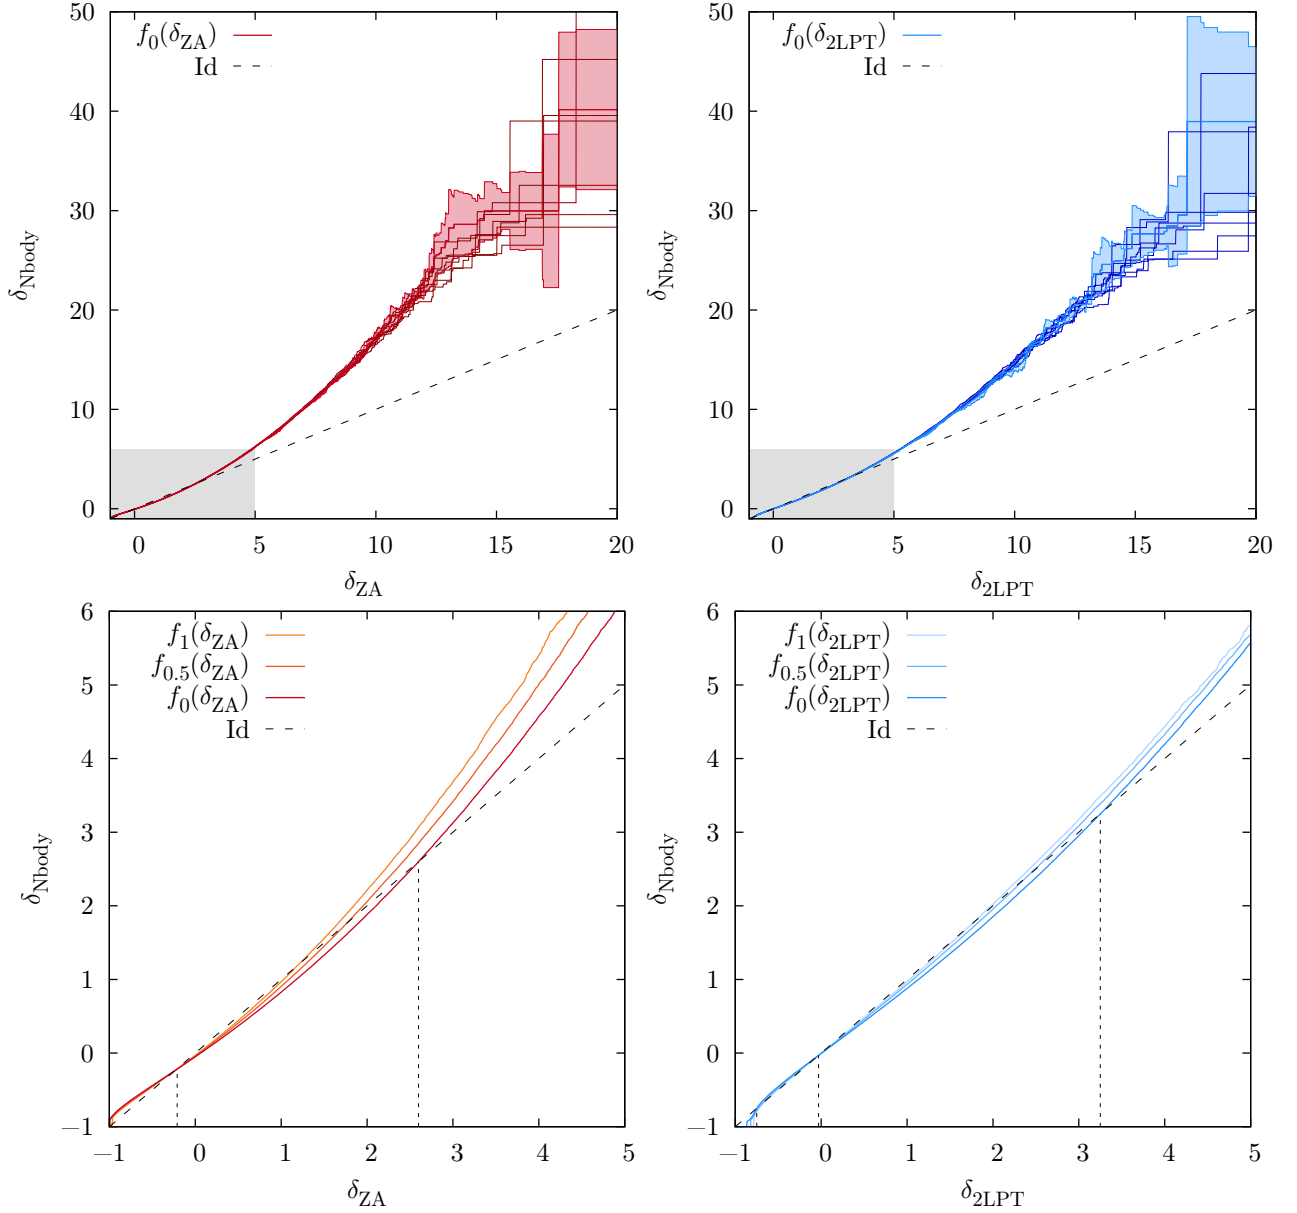 50
40
30
20
10
0
δNbody
f0(δZA)
Id
0 5 10 15 20
δZA
50
40
30
20
10
0
δNbody
f0(δ2LPT)
Id
0 5 10 15 20
δ2LPT
6
5
4
3
2
1
0
−1
δNbody
f1(δZA)
f0.5(δZA)
f0(δZA)
Id
−1 0 1 2 3 4 5
δZA
6
5
4
3
2
1
0
−1
δNbody
f1(δ2LPT)
f0.5(δ2LPT)
f0(δ2LPT)
Id
−1 0 1 2 3 4 5
δ2LPT